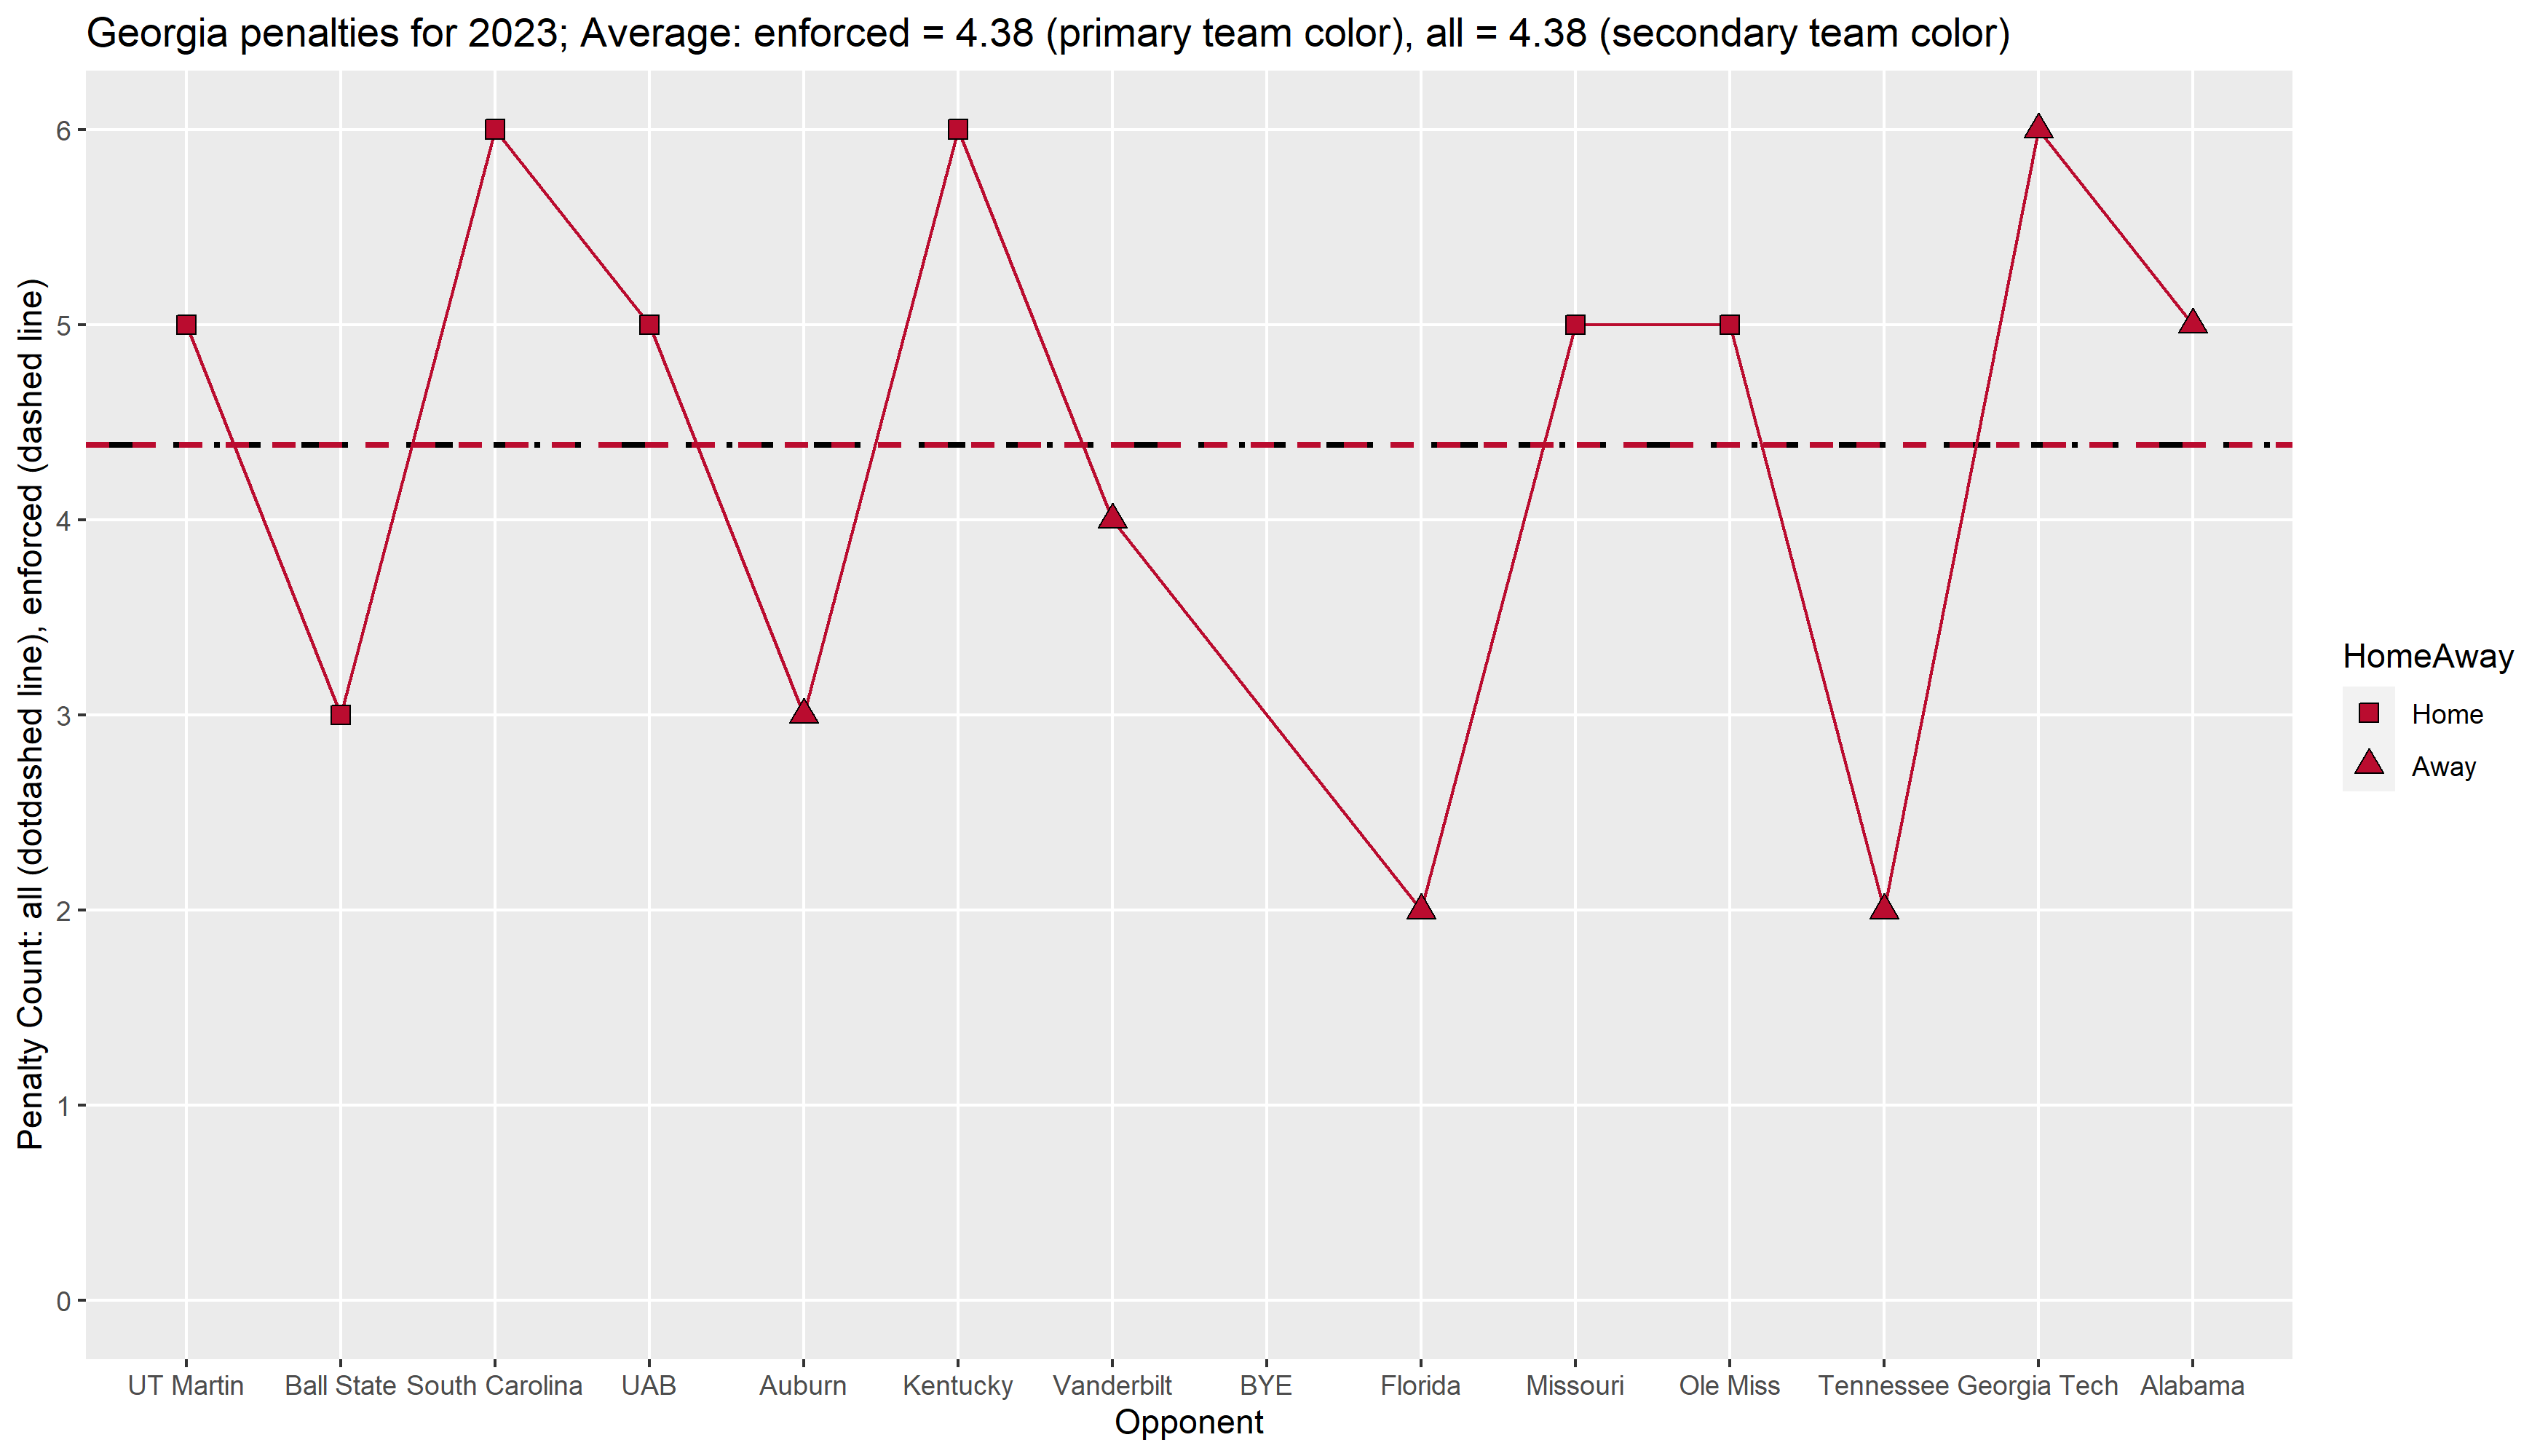 Georgia penalties for 2023; Average: enforced = 4.38 (primary team color), all = 4.38 (secondary team color)
Penalty Count: all (dotdashed line), enforced (dashed line)
6
5
4
3
2
1
0
UT Martin
Ball State
South Carolina
UAB
Auburn
Kentucky
Vanderbilt
BYE
Florida
Missouri
Ole Miss
Tennessee
Georgia Tech
Alabama
Opponent
HomeAway
Home
Away